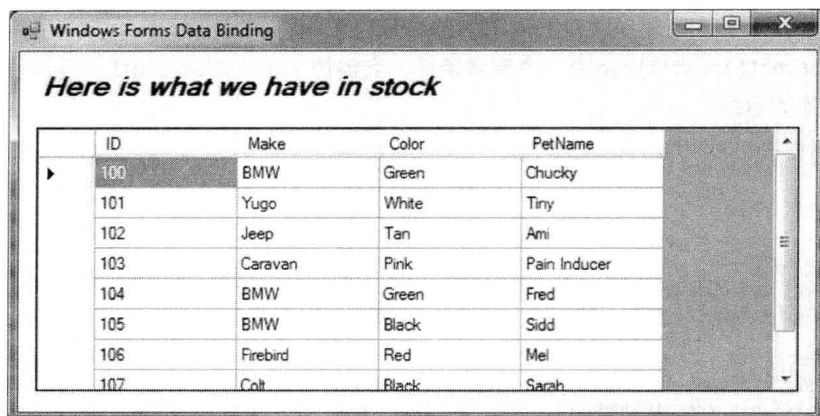 Windows Forms Data Binding
Here is what we have in stock
ID Make Color PetName
100 BMW Green Chucky
101 Yugo White Tiny
102 Jeep Tan Ami
103 Caravan Pink Pain Inducer
104 BMW Green Fred
105 BMW Black Sidd
106 Firebird Red Mel
107 Colt Black Sarah